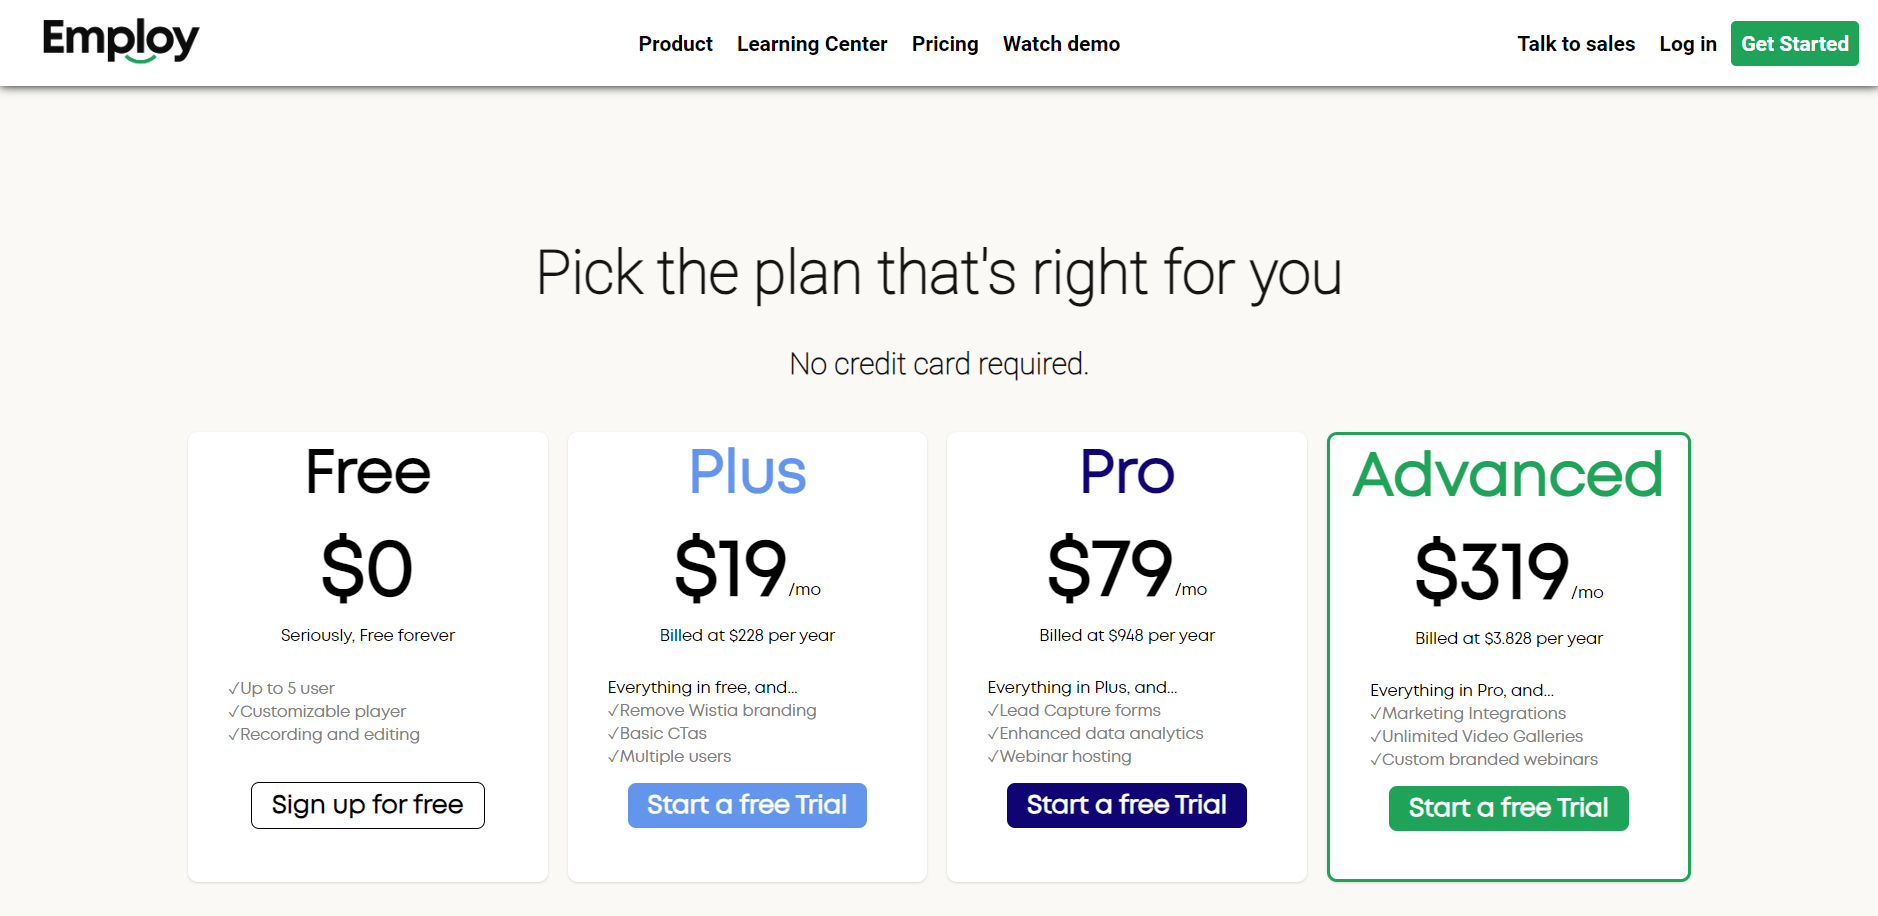 Employ
Product Learning Center Pricing Watch demo
Talk to sales Log in Get Started
Pick the plan that's right for you
No credit card required.
Free
$0
Seriously, Free forever
✓Up to 5 user
✓Customizable player
✓Recording and editing
Sign up for free
Plus
$19/mo
Billed at $228 per year
Everything in free, and...
✓Remove Wistia branding
✓Basic CTas
✓Multiple users
Start a free Trial
Pro
$79/mo
Billed at $948 per year
Everything in Plus, and...
✓Lead Capture forms
✓Enhanced data analytics
✓Webinar hosting
Start a free Trial
Advanced
$319/mo
Billed at $3.828 per year
Everything in Pro, and...
✓Marketing Integrations
✓Unlimited Video Galleries
✓Custom branded webinars
Start a free Trial